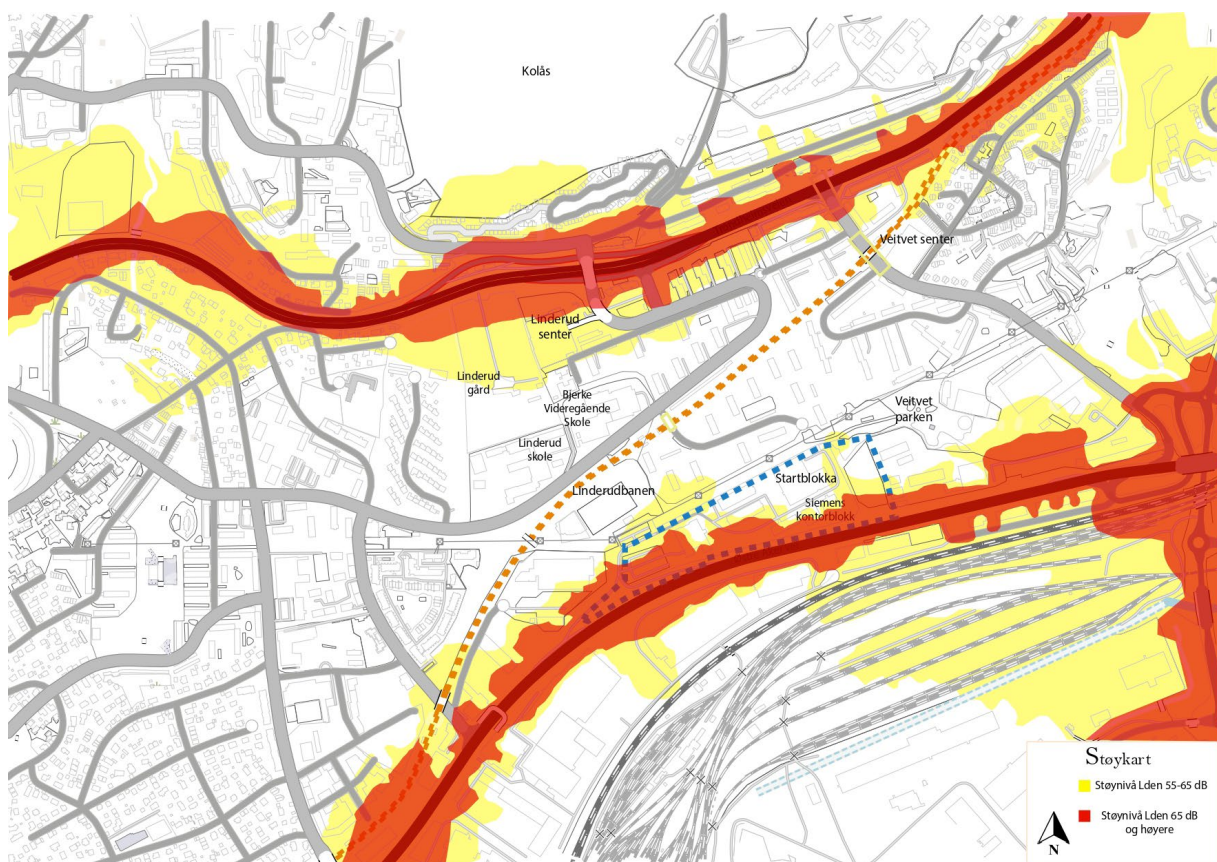 Kolås
Veitvet senter
Linderud
senter
Linderud
gård
Bjerke
Videregående
Skole
Linderud
skole
Veitvet
parken
Linderudbanen
Startblokka
Siemens
kontorblokk
Støykart
Støynivå Lden 55-65 dB
Støynivå Lden 65 dB
og høyere
N